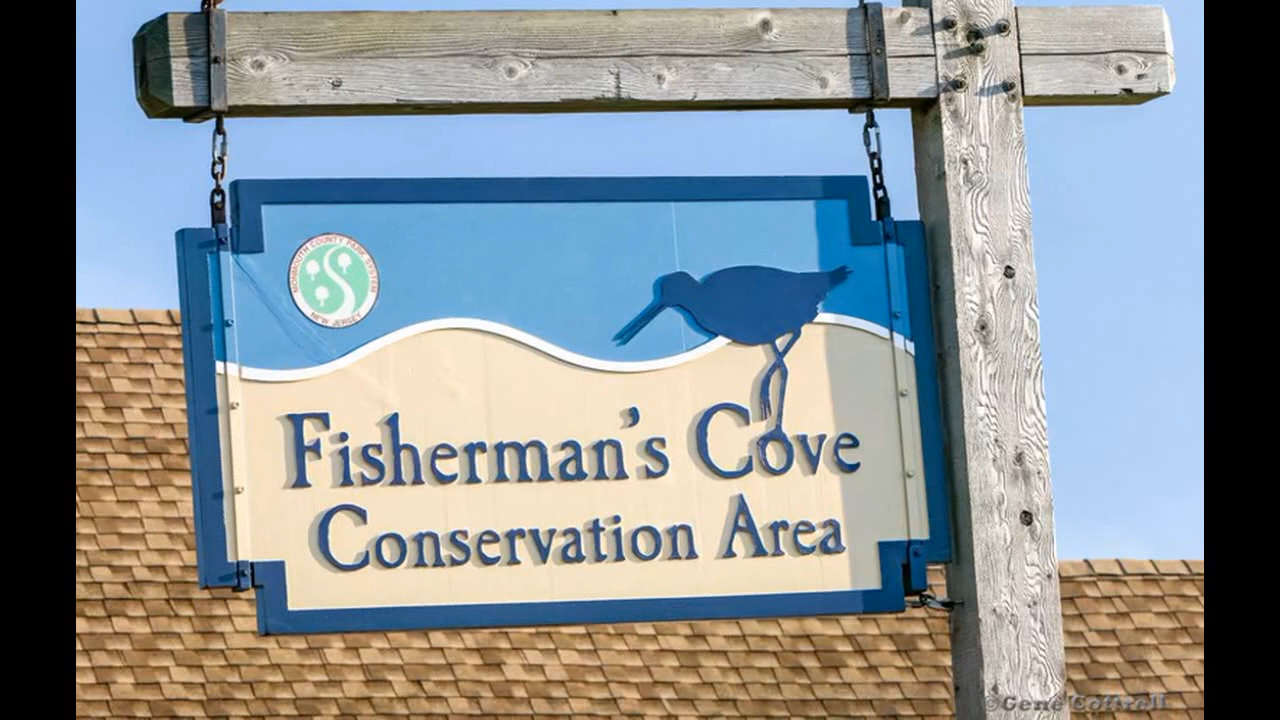 MONMOUTH COUNTY PARK SYSTEM
NEW JERSEY
Fisherman's Cove
Conservation Area
©Gene Cottrell